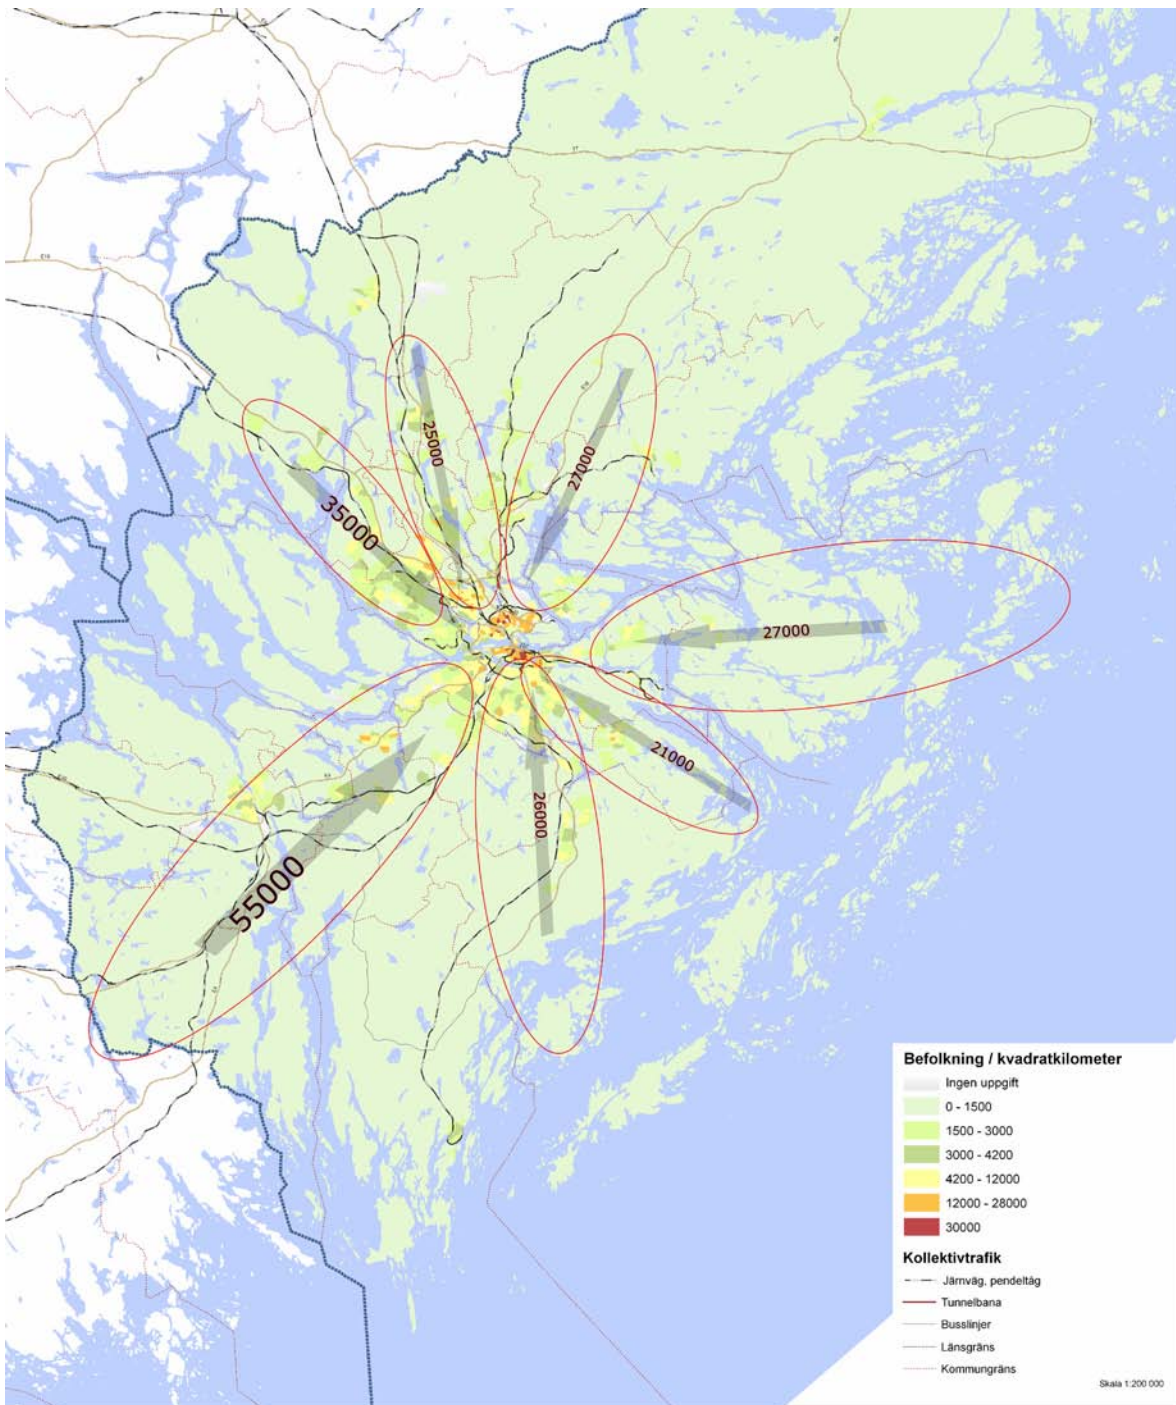 E18
25000
27000
35000
27000
21000
26000
55000
Befolkning / kvadratkilometer
Ingen uppgift
0 - 1500
1500 - 3000
3000 - 4200
4200 - 12000
12000 - 28000
30000
Kollektivtrafik
Järnväg, pendeltåg
Tunnelbana
Busslinjer
Länsgräns
Kommungräns
Skala 1:200 000